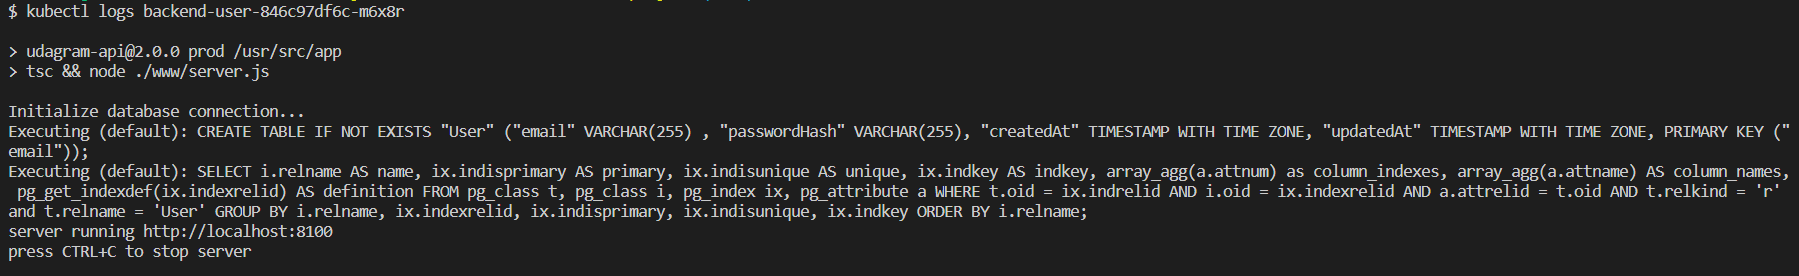 $ kubectl logs backend-user-846c97df6c-m6x8r
> udagram-api@2.0.0 prod /usr/src/app
> tsc && node ./www/server.js
Initialize database connection...
Executing (default): CREATE TABLE IF NOT EXISTS "User" ("email" VARCHAR(255) , "passwordHash" VARCHAR(255), "createdAt" TIMESTAMP WITH TIME ZONE, "updatedAt" TIMESTAMP WITH TIME ZONE, PRIMARY KEY ("
email"));
Executing (default): SELECT i.relname AS name, ix.indisprimary AS primary, ix.indisunique AS unique, ix.indkey AS indkey, array_agg(a.attnum) as column_indexes, array_agg(a.attname) AS column_names,
 pg_get_indexdef(ix.indexrelid) AS definition FROM pg_class t, pg_class i, pg_index ix, pg_attribute a WHERE t.oid = ix.indrelid AND i.oid = ix.indexrelid AND a.attrelid = t.oid AND t.relkind = 'r'
and t.relname = 'User' GROUP BY i.relname, ix.indexrelid, ix.indisprimary, ix.indisunique, ix.indkey ORDER BY i.relname;
server running http://localhost:8100
press CTRL+C to stop server